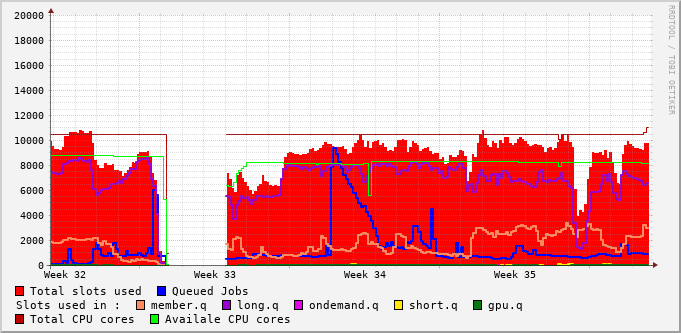 20000
18000
16000
14000
12000
10000
8000
6000
4000
2000
0
Week 32 Week 33 Week 34 Week 35
Total slots used Queued Jobs
Slots used in : member.q long.q ondemand.q short.q gpu.q
Total CPU cores Availale CPU cores
RRDTOOL / TOBI OETIKER